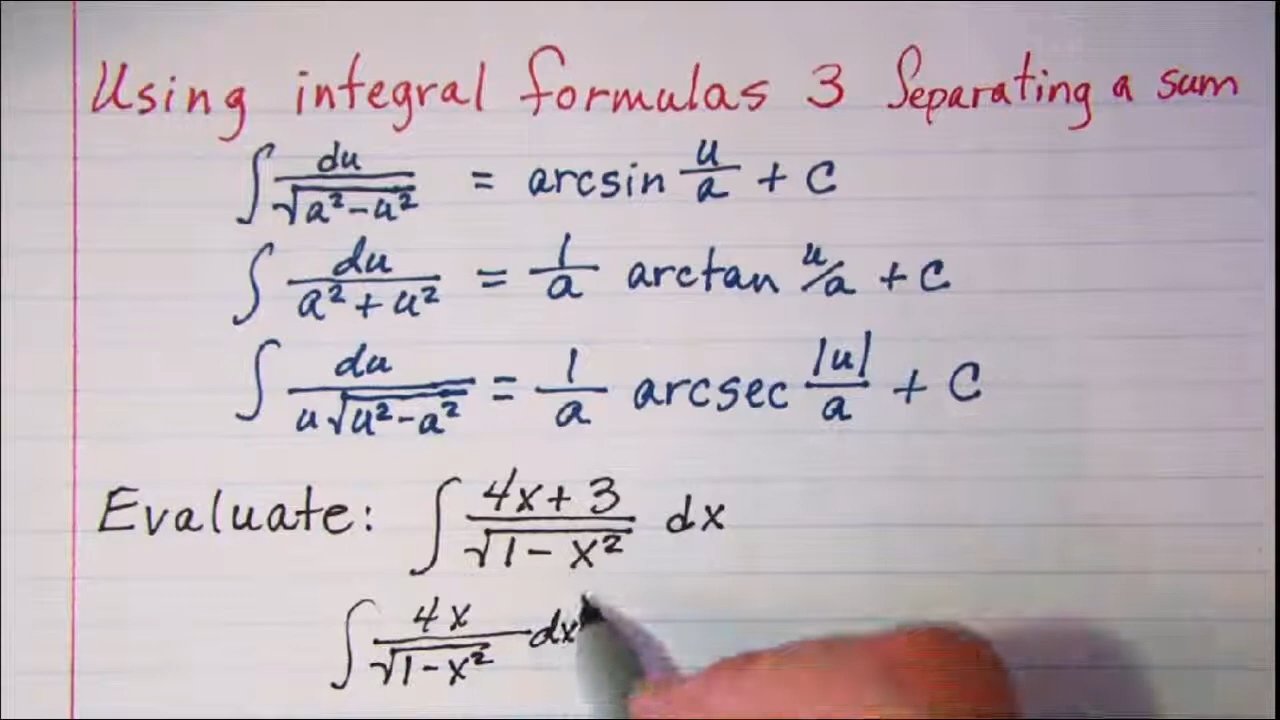 Using integral formulas 3 Separating a sum
∫ du/√(a²-u²) = arcsin u/a + C
∫ du/(a²+u²) = 1/a arctan u/a + C
∫ du/(u√(u²-a²)) = 1/a arcsec |u|/a + C
Evaluate: ∫ (4x+3)/√(1-x²) dx
∫ 4x/√(1-x²) dx